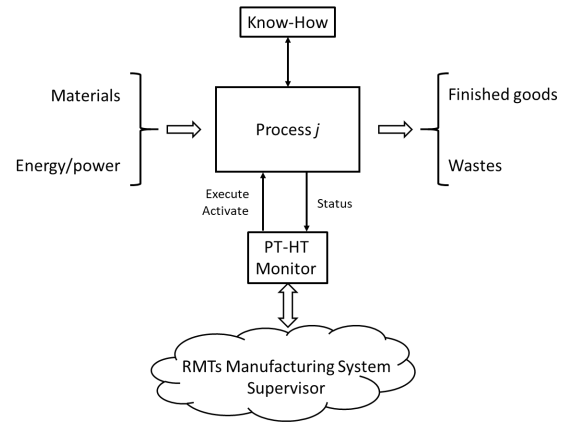 Know-How
Materials
Energy/power
Process j
Finished goods
Wastes
Execute
Activate
Status
PT-HT
Monitor
RMTs Manufacturing System
Supervisor